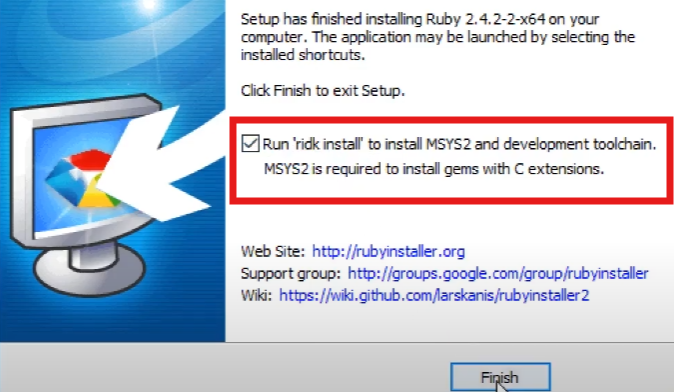 Setup has finished installing Ruby 2.4.2-2-x64 on your
computer. The application may be launched by selecting the
installed shortcuts.
Click Finish to exit Setup.
Run 'ridk install' to install MSYS2 and development toolchain.
MSYS2 is required to install gems with C extensions.
Web Site: http://rubyinstaller.org
Support group: http://groups.google.com/group/rubyinstaller
Wiki: https://wiki.github.com/larskanis/rubyinstaller2
Finish